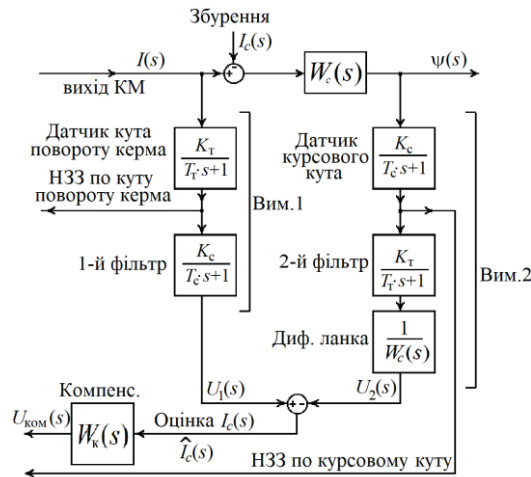 Збурення
I_c(s)
I(s)
вихід КМ
W_c(s)
ψ(s)
Датчик кута
повороту керма
K_т
T_т·s+1
Датчик
курсового
кута
K_c
T_c·s+1
НЗЗ по куту
повороту керма
Вим.1
1-й фільтр
K_c
T_c·s+1
2-й фільтр
K_т
T_т·s+1
Вим.2
Диф. ланка
1
W_c(s)
U_1(s)
U_2(s)
Компенс.
U_ком(s)
W_к(s)
Оцінка I_c(s)
Î_c(s)
НЗЗ по курсовому куту